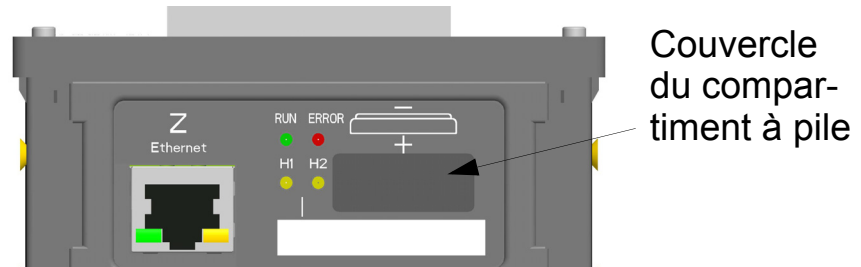 Couvercle
du compar-
timent à pile
Z
Ethernet
RUN ERROR
H1 H2
−
+